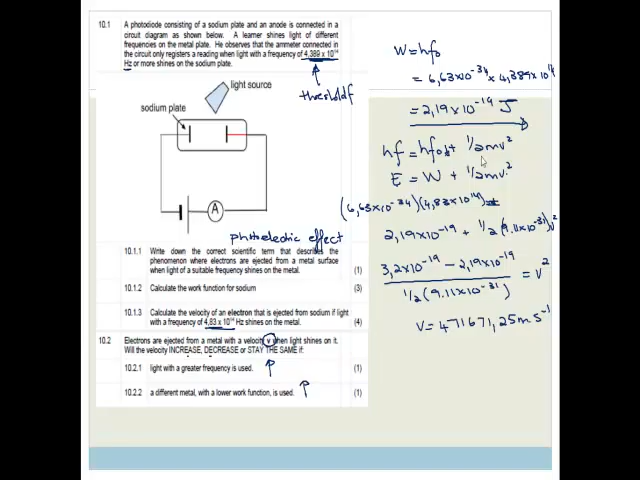 10.1 A photodiode consisting of a sodium plate and an anode is connected in a
circuit diagram as shown below. A learner shines light of different
frequencies on the metal plate. He observes that the ammeter connected in
the circuit only registers a reading when light with a frequency of 4,389 x 10¹⁴
Hz or more shines on the sodium plate.
threshold f
light source
sodium plate
A
photoelectric effect
10.1.1 Write down the correct scientific term that describes the
phenomenon where electrons are ejected from a metal surface
when light of a suitable frequency shines on the metal. (1)
10.1.2 Calculate the work function for sodium (3)
10.1.3 Calculate the velocity of an electron that is ejected from sodium if light
with a frequency of 4,83 x 10¹⁴ Hz shines on the metal. (4)
10.2 Electrons are ejected from a metal with a velocity v when light shines on it.
Will the velocity INCREASE, DECREASE or STAY THE SAME if:
10.2.1 light with a greater frequency is used. (1)
10.2.2 a different metal, with a lower work function, is used. (1)
W = hf₀
= 6,63x10⁻³⁴ x 4,389x10¹⁴
= 2,19 x 10⁻¹⁹ J
hf = hf₀ + ½mv²
E = W + ½mv²
(6,63x10⁻³⁴)(4,83x10¹⁴) =
2,19x10⁻¹⁹ + ½(9,11x10⁻³¹)v²
3,2x10⁻¹⁹ – 2,19x10⁻¹⁹ = v²
½(9.11x10⁻³¹)
v = 471671,25 m s⁻¹